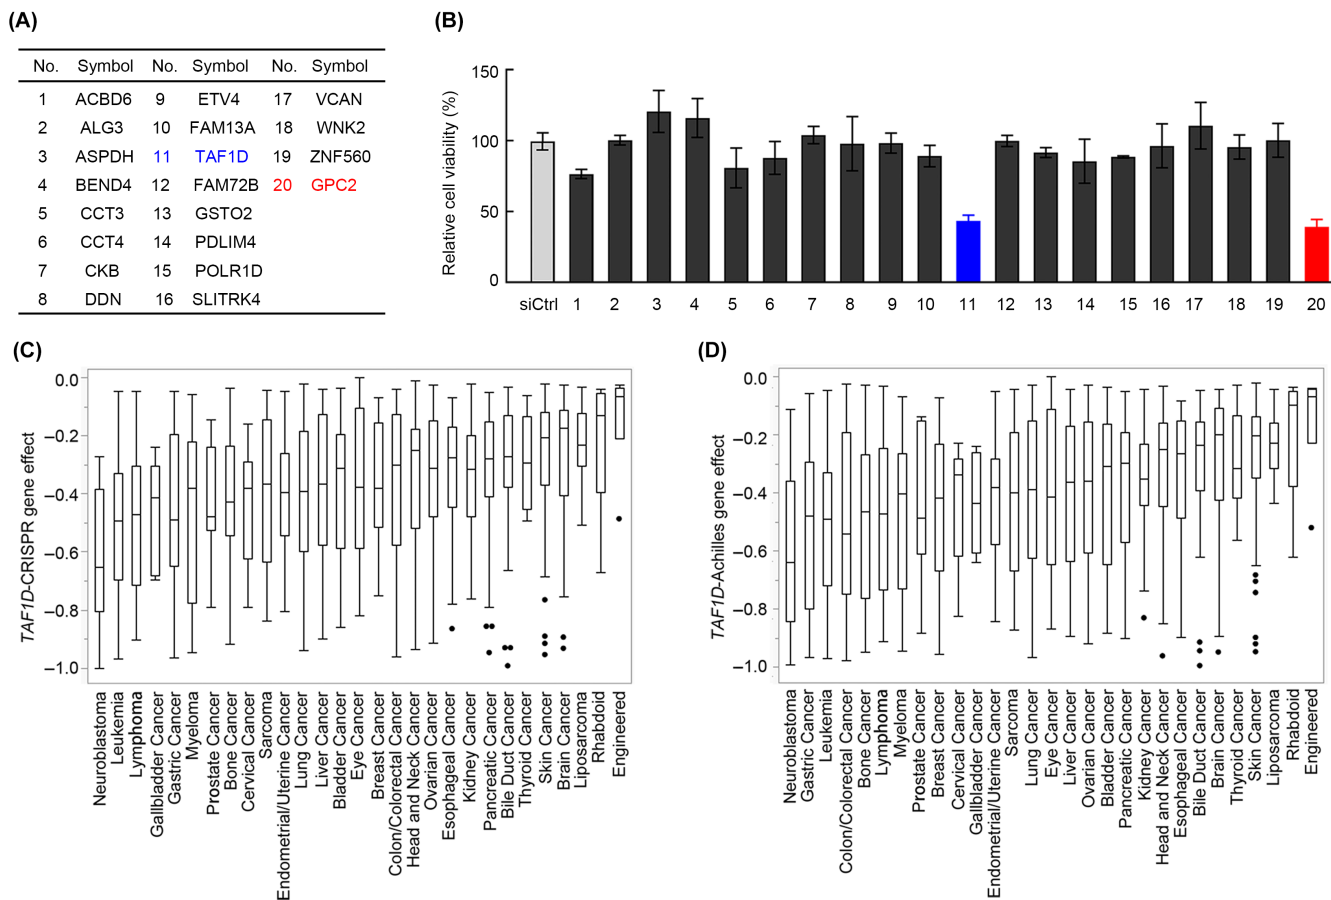 (A)
No. Symbol No. Symbol No. Symbol
1 ACBD6 9 ETV4 17 VCAN
2 ALG3 10 FAM13A 18 WNK2
3 ASPDH 11 TAF1D 19 ZNF560
4 BEND4 12 FAM72B 20 GPC2
5 CCT3 13 GSTO2
6 CCT4 14 PDLIM4
7 CKB 15 POLR1D
8 DDN 16 SLITRK4
(B)
Relative cell viability (%)
150
100
50
0
siCtrl 1 2 3 4 5 6 7 8 9 10 11 12 13 14 15 16 17 18 19 20
(C)
TAF1D-CRISPR gene effect
0.0
−0.2
−0.4
−0.6
−0.8
−1.0
Neuroblastoma
Leukemia
Lymphoma
Gallbladder Cancer
Gastric Cancer
Myeloma
Prostate Cancer
Bone Cancer
Cervical Cancer
Sarcoma
Endometrial/Uterine Cancer
Lung Cancer
Liver Cancer
Bladder Cancer
Eye Cancer
Breast Cancer
Colon/Colorectal Cancer
Head and Neck Cancer
Ovarian Cancer
Esophageal Cancer
Kidney Cancer
Pancreatic Cancer
Bile Duct Cancer
Thyroid Cancer
Skin Cancer
Brain Cancer
Liposarcoma
Rhabdoid
Engineered
(D)
TAF1D-Achilles gene effect
0.0
−0.2
−0.4
−0.6
−0.8
−1.0
Neuroblastoma
Gastric Cancer
Leukemia
Colon/Colorectal Cancer
Bone Cancer
Lymphoma
Myeloma
Prostate Cancer
Breast Cancer
Cervical Cancer
Gallbladder Cancer
Endometrial/Uterine Cancer
Sarcoma
Lung Cancer
Eye Cancer
Liver Cancer
Ovarian Cancer
Bladder Cancer
Pancreatic Cancer
Kidney Cancer
Head and Neck Cancer
Esophageal Cancer
Bile Duct Cancer
Brain Cancer
Thyroid Cancer
Skin Cancer
Liposarcoma
Rhabdoid
Engineered